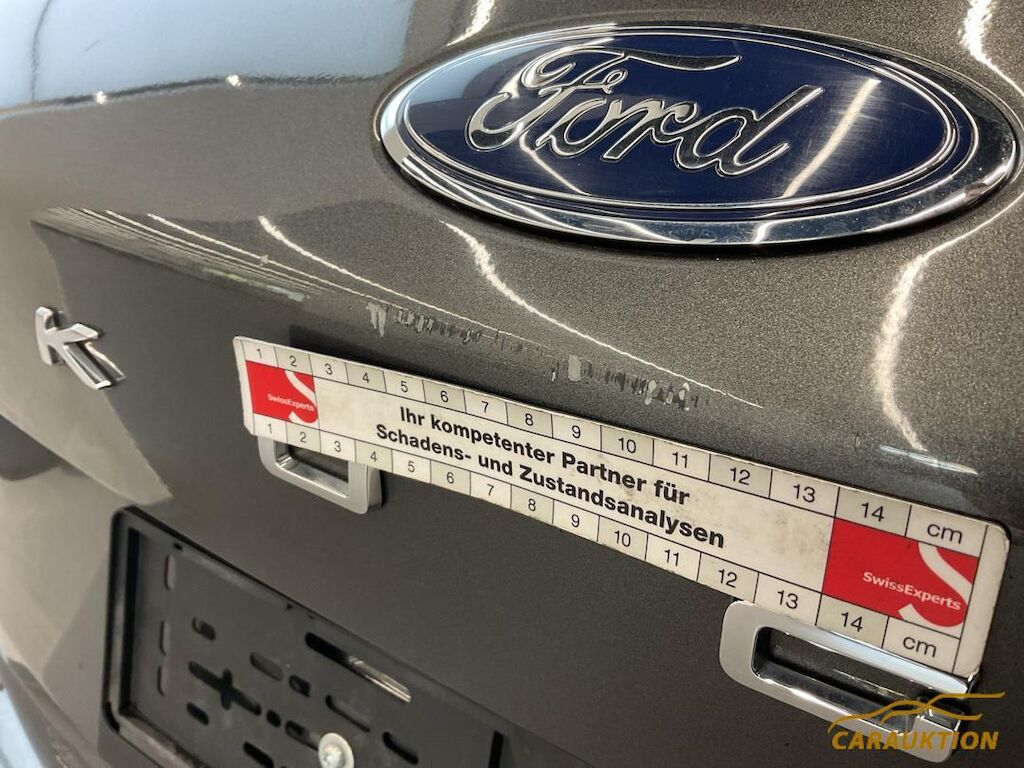 Ford
K
1 2 3 4 5 6 7 8 9 10 11 12 13 14 cm
SwissExperts
Ihr kompetenter Partner für
Schadens- und Zustandsanalysen
SwissExperts
1 2 3 4 5 6 7 8 9 10 11 12 13 14 cm
CARAUKTION